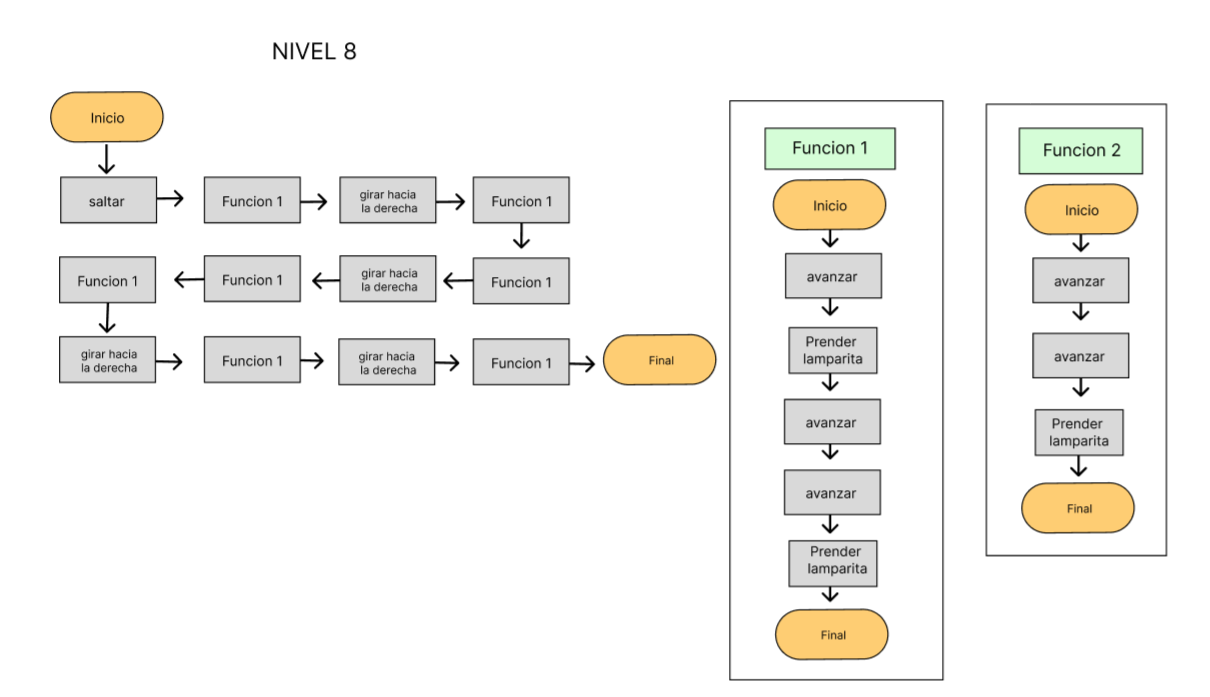 NIVEL 8
Inicio
saltar
Funcion 1
girar hacia
la derecha
Funcion 1
Funcion 1
girar hacia
la derecha
Funcion 1
Funcion 1
girar hacia
la derecha
Funcion 1
girar hacia
la derecha
Funcion 1
Final
Funcion 1
Inicio
avanzar
Prender
lamparita
avanzar
avanzar
Prender
lamparita
Final
Funcion 2
Inicio
avanzar
avanzar
Prender
lamparita
Final